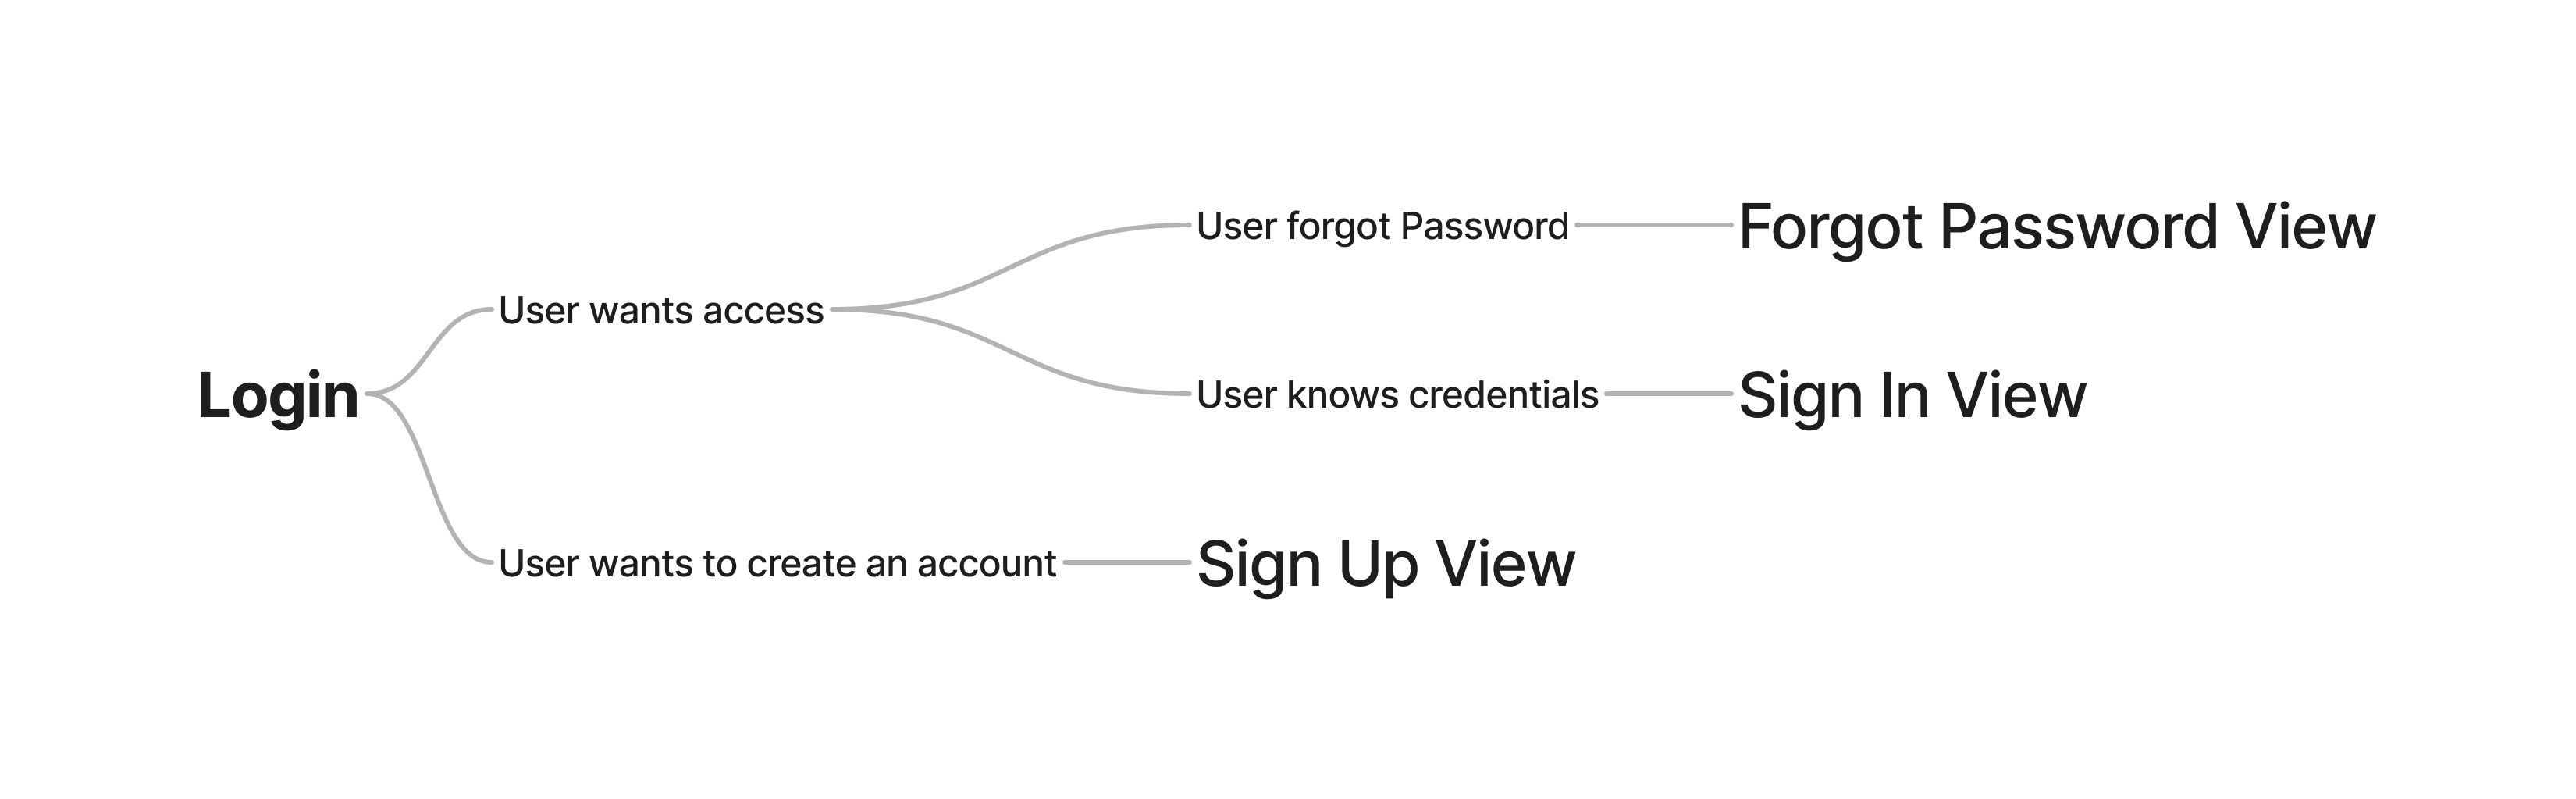 Login
User wants access
User forgot Password
Forgot Password View
User knows credentials
Sign In View
User wants to create an account
Sign Up View